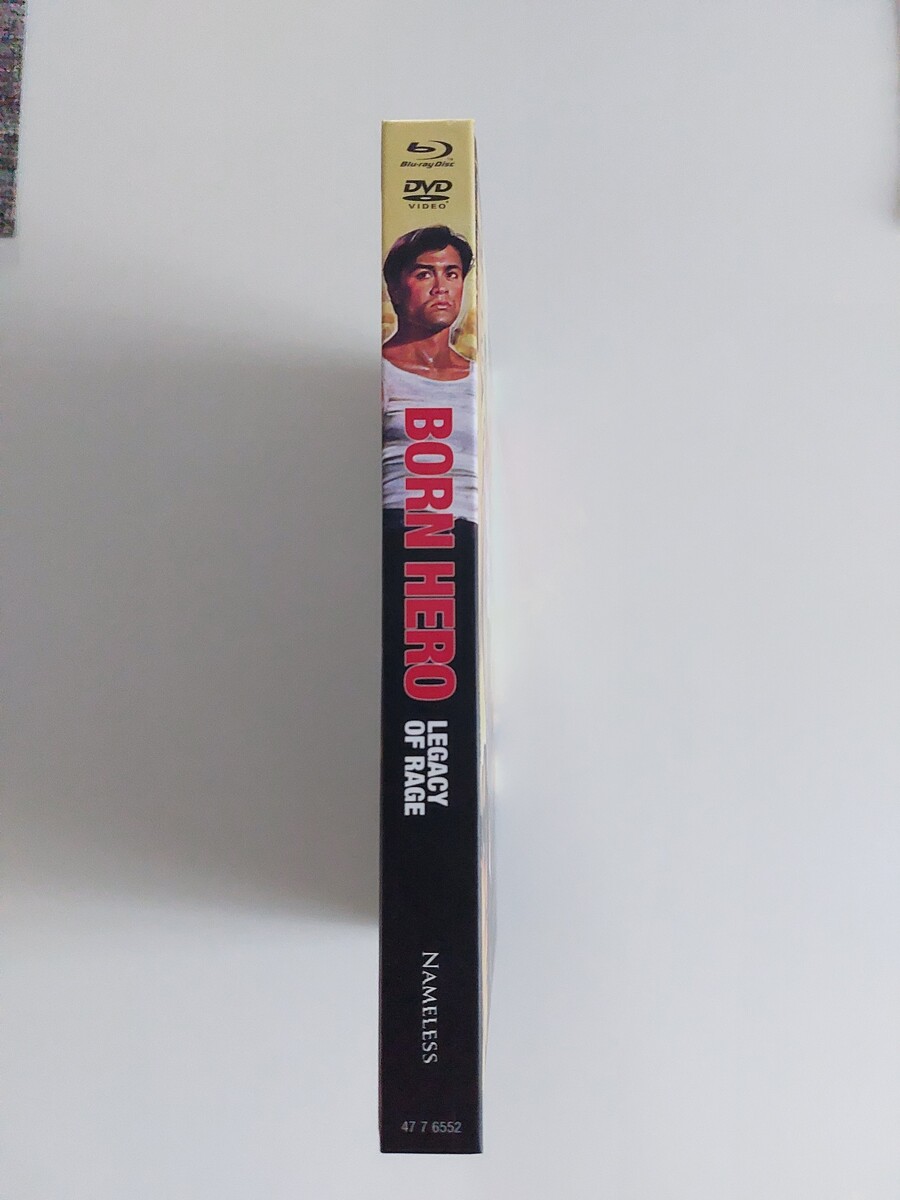 Blu-ray Disc
DVD
VIDEO
BORN HERO
LEGACY
OF RAGE
NAMELESS
47 7 6552